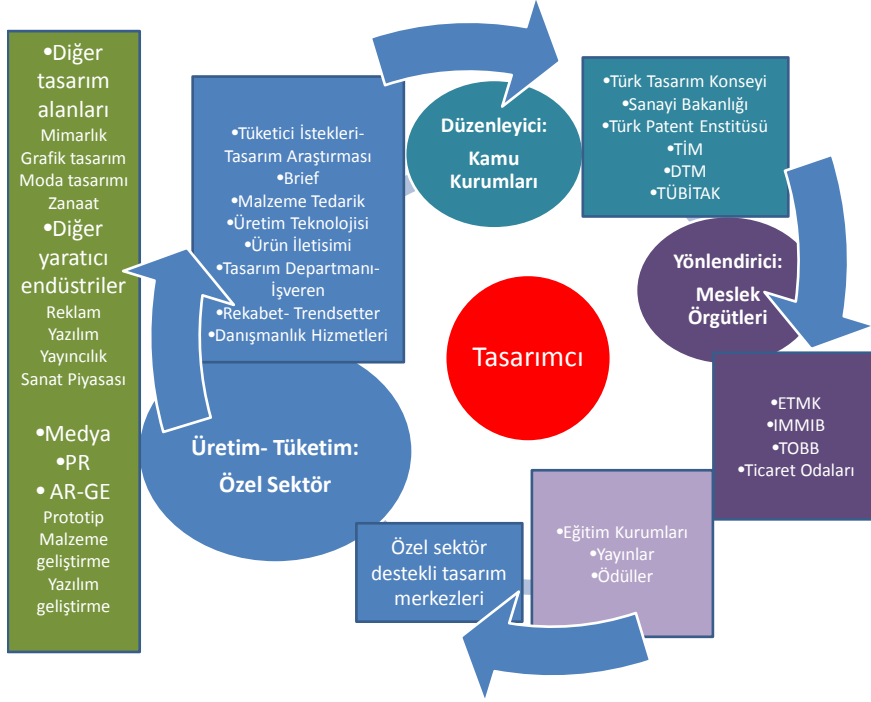 •Diğer
tasarım
alanları
Mimarlık
Grafik tasarım
Moda tasarımı
Zanaat
•Diğer
yaratıcı
endüstriler
Reklam
Yazılım
Yayıncılık
Sanat Piyasası
•Medya
•PR
• AR-GE
Prototip
Malzeme
geliştirme
Yazılım
geliştirme
•Tüketici İstekleri-
Tasarım Araştırması
•Brief
•Malzeme Tedarik
•Üretim Teknolojisi
•Ürün İletisimi
•Tasarım Departmanı-
İşveren
•Rekabet- Trendsetter
•Danışmanlık Hizmetleri
Üretim- Tüketim:
Özel Sektör
Düzenleyici:
Kamu
Kurumları
•Türk Tasarım Konseyi
•Sanayi Bakanlığı
•Türk Patent Enstitüsü
•TİM
•DTM
•TÜBİTAK
Yönlendirici:
Meslek
Örgütleri
•ETMK
•IMMIB
•TOBB
•Ticaret Odaları
Tasarımcı
•Eğitim Kurumları
•Yayınlar
•Ödüller
Özel sektör
destekli tasarım
merkezleri